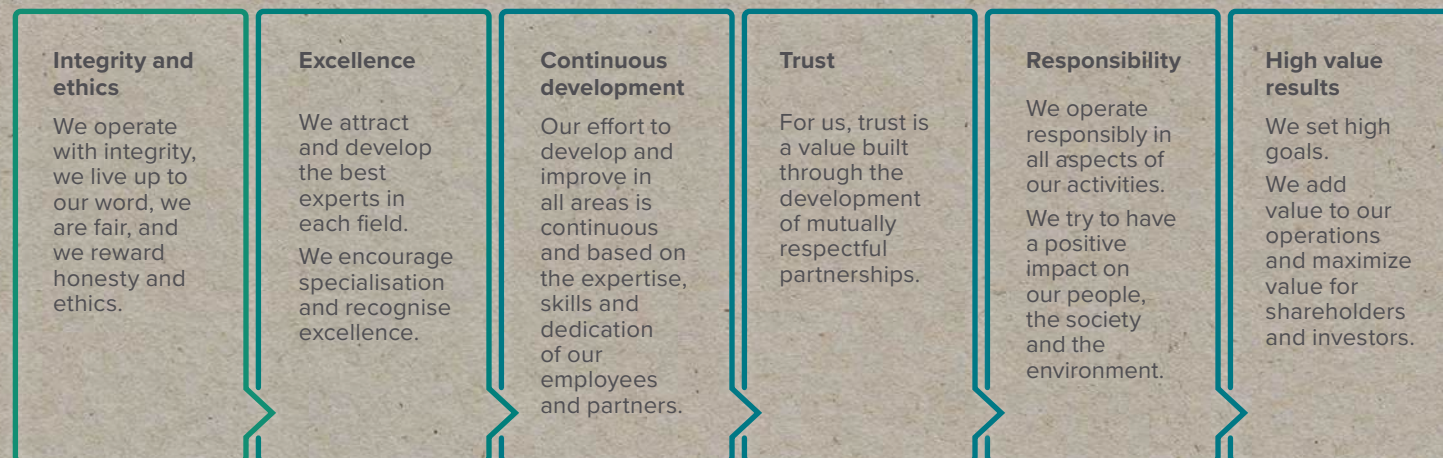 Integrity and
ethics
We operate
with integrity,
we live up to
our word, we
are fair, and
we reward
honesty and
ethics.
Excellence
We attract
and develop
the best
experts in
each field.
We encourage
specialisation
and recognise
excellence.
Continuous
development
Our effort to
develop and
improve in
all areas is
continuous
and based on
the expertise,
skills and
dedication
of our
employees
and partners.
Trust
For us, trust is
a value built
through the
development
of mutually
respectful
partnerships.
Responsibility
We operate
responsibly in
all aspects of
our activities.
We try to have
a positive
impact on
our people,
the society
and the
environment.
High value
results
We set high
goals.
We add
value to our
operations
and maximize
value for
shareholders
and investors.